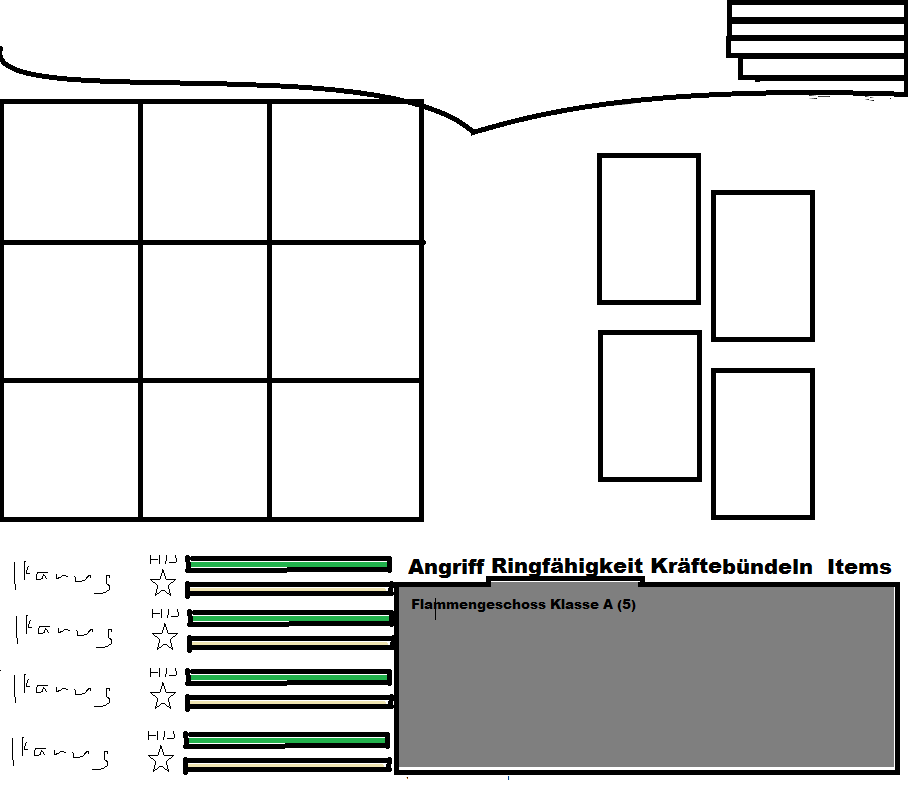 Ikarus HP
Ikarus HP
Ikarus HP
Ikarus HP
Angriff Ringfähigkeit Kräftebündeln Items
Flammengeschoss Klasse A (5)